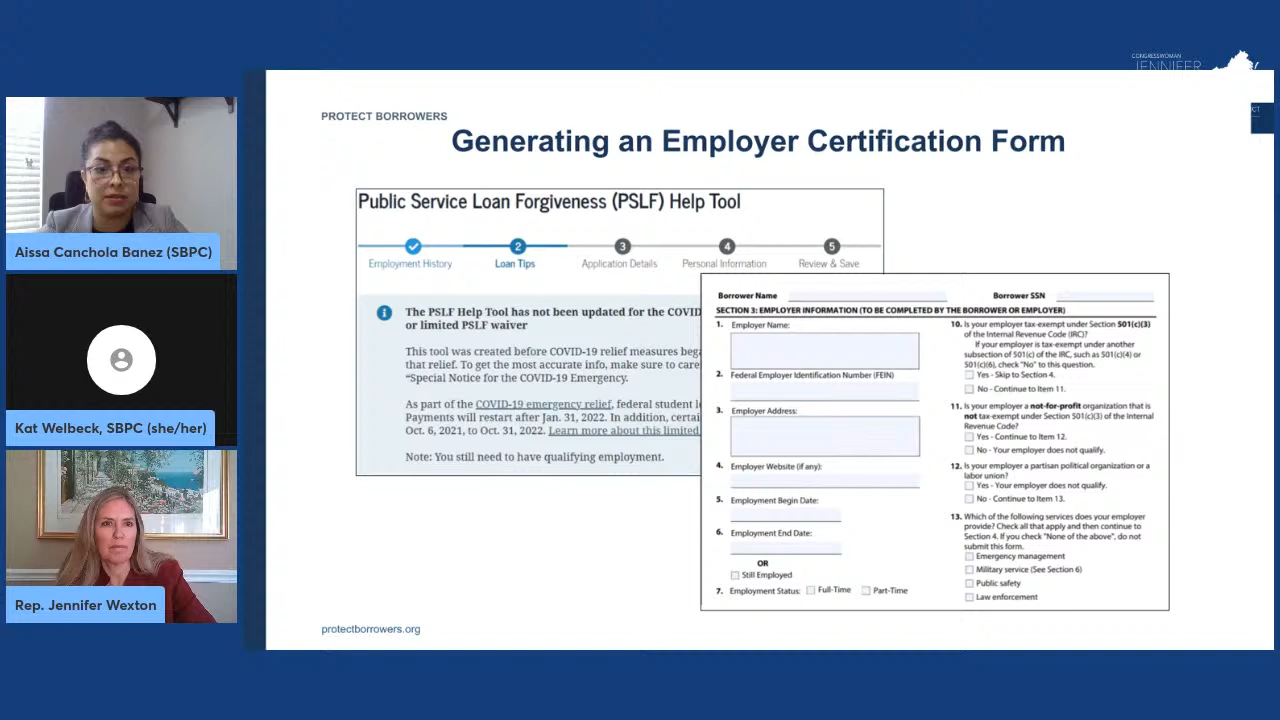 CONGRESSWOMAN
JENNIFER
PROTECT BORROWERS
Generating an Employer Certification Form
Public Service Loan Forgiveness (PSLF) Help Tool
2
3
4
5
Employment History
Loan Tips
Application Details
Personal Information
Review & Save
The PSLF Help Tool has not been updated for the COVID
or limited PSLF waiver
This tool was created before COVID-19 relief measures bega
that relief. To get the most accurate info, make sure to care
"Special Notice for the COVID-19 Emergency.
As part of the COVID-19 emergency relief, federal student l
Payments will restart after Jan. 31, 2022. In addition, certai
Oct. 6, 2021, to Oct. 31, 2022. Learn more about this limited
Note: You still need to have qualifying employment.
Borrower Name
Borrower SSN
SECTION 3: EMPLOYER INFORMATION (TO BE COMPLETED BY THE BORROWER OR EMPLOYER)
1. Employer Name:
2. Federal Employer Identification Number (FEIN)
3. Employer Address:
4. Employer Website (if any):
5. Employment Begin Date:
6. Employment End Date:
OR
Still Employed
7. Employment Status: Full-Time Part-Time
10. Is your employer tax-exempt under Section 501(c)(3)
of the Internal Revenue Code (IRC)?
If your employer is tax-exempt under another
subsection of 501(c) of the IRC, such as 501(c)(4) or
501(c)(6), check "No" to this question.
Yes - Skip to Section 4.
No - Continue to Item 11.
11. Is your employer a not-for-profit organization that is
not tax-exempt under Section 501(c)(3) of the Internal
Revenue Code?
Yes - Continue to Item 12.
No - Your employer does not qualify.
12. Is your employer a partisan political organization or a
labor union?
Yes - Your employer does not qualify.
No - Continue to Item 13.
13. Which of the following services does your employer
provide? Check all that apply and then continue to
Section 4. If you check "None of the above", do not
submit this form.
Emergency management
Military service (See Section 6)
Public safety
Law enforcement
protectborrowers.org
Aissa Canchola Banez (SBPC)
Kat Welbeck, SBPC (she/her)
Rep. Jennifer Wexton